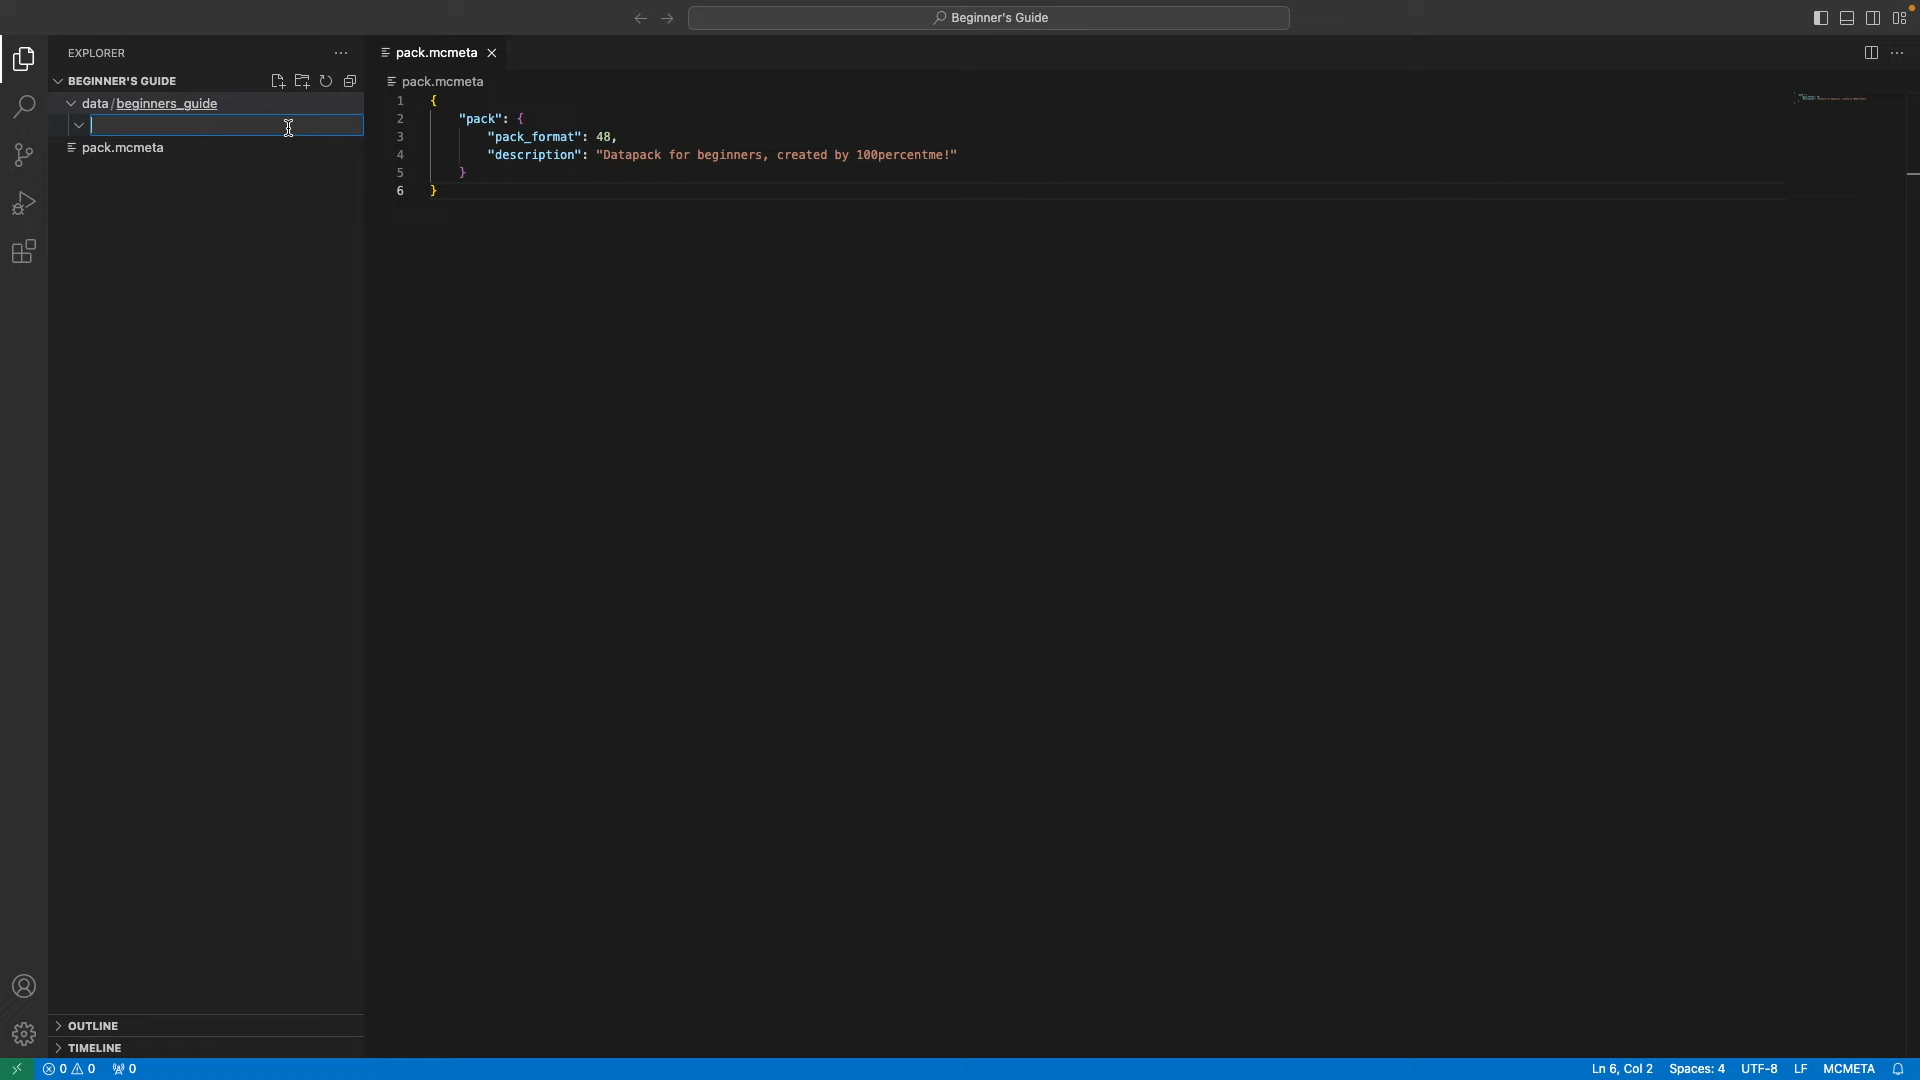 Beginner's Guide
EXPLORER
pack.mcmeta
BEGINNER'S GUIDE
data/beginners_guide
pack.mcmeta
pack.mcmeta
1 {
2 "pack": {
3 "pack_format": 48,
4 "description": "Datapack for beginners, created by 100percentme!"
5 }
6 }
OUTLINE
TIMELINE
0 0 0 Ln 6, Col 2 Spaces: 4 UTF-8 LF MCMETA